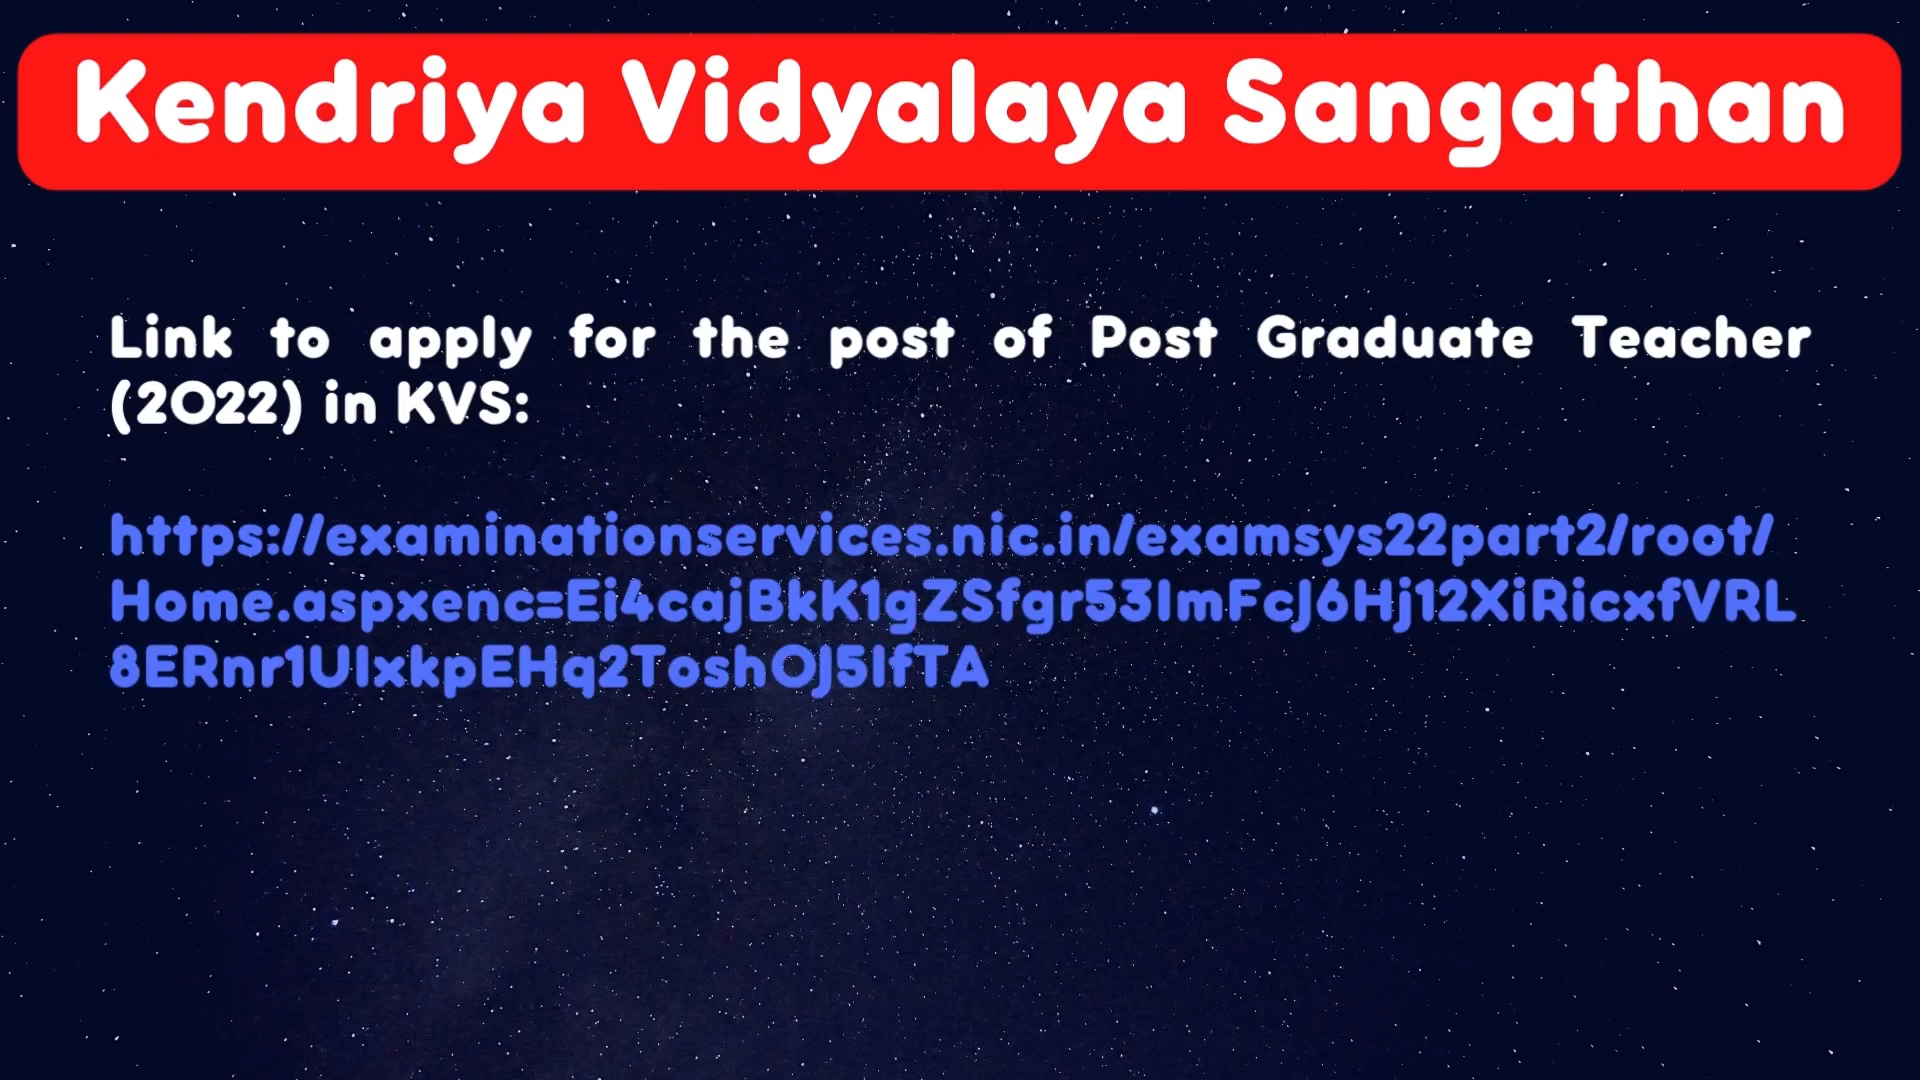 Kendriya Vidyalaya Sangathan
Link to apply for the post of Post Graduate Teacher
(2022) in KVS:
https://examinationservices.nic.in/examsys22part2/root/
Home.aspxenc=Ei4cajBkK1gZSfgr53ImFcJ6Hj12XiRicxfVRL
8ERnr1UIxkpEHq2ToshOJ5IfTA